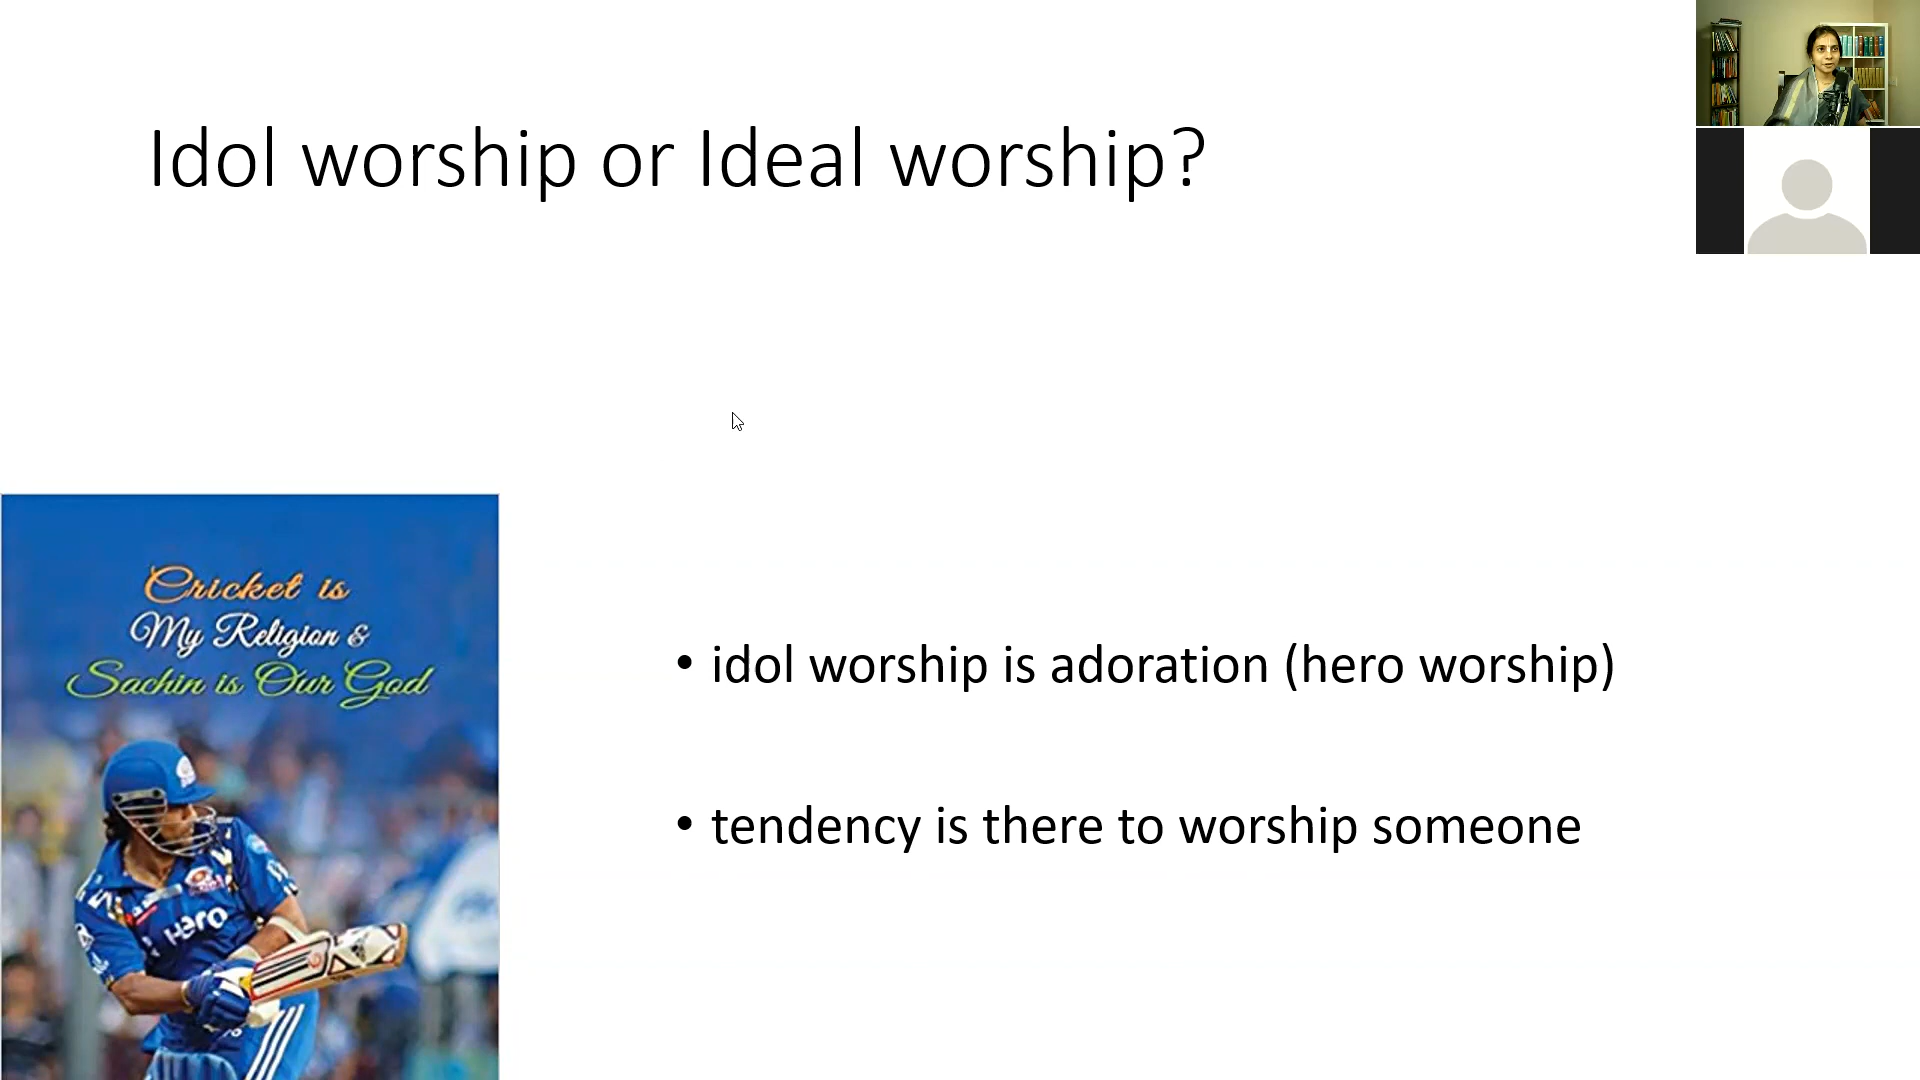 Idol worship or Ideal worship?
Cricket is
My Religion &
Sachin is Our God
Hero
• idol worship is adoration (hero worship)
• tendency is there to worship someone